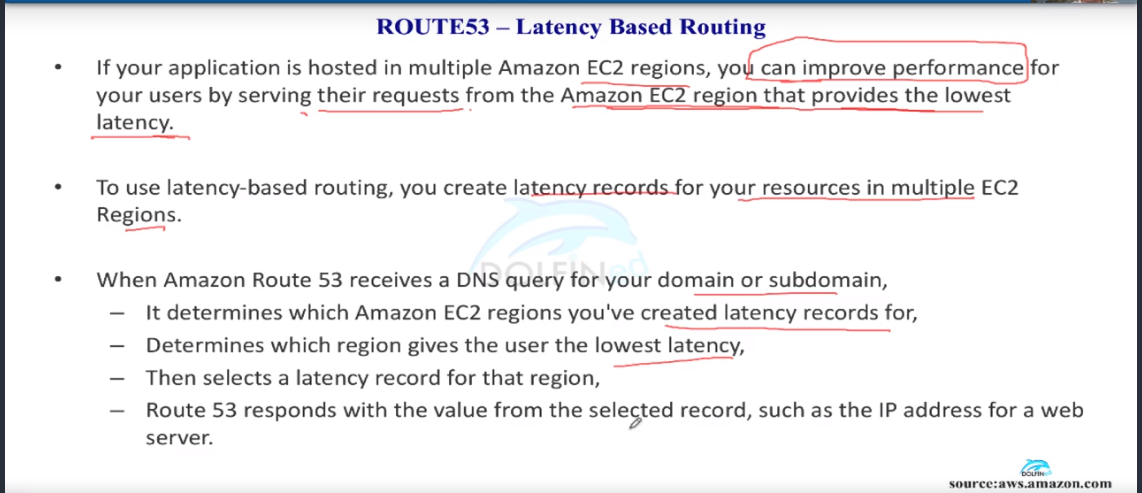 ROUTE53 – Latency Based Routing
• If your application is hosted in multiple Amazon EC2 regions, you can improve performance for
your users by serving their requests from the Amazon EC2 region that provides the lowest
latency.
• To use latency-based routing, you create latency records for your resources in multiple EC2
Regions.
DOLFINed
• When Amazon Route 53 receives a DNS query for your domain or subdomain,
– It determines which Amazon EC2 regions you've created latency records for,
– Determines which region gives the user the lowest latency,
– Then selects a latency record for that region,
– Route 53 responds with the value from the selected record, such as the IP address for a web
server.
DOLFINed
source:aws.amazon.com